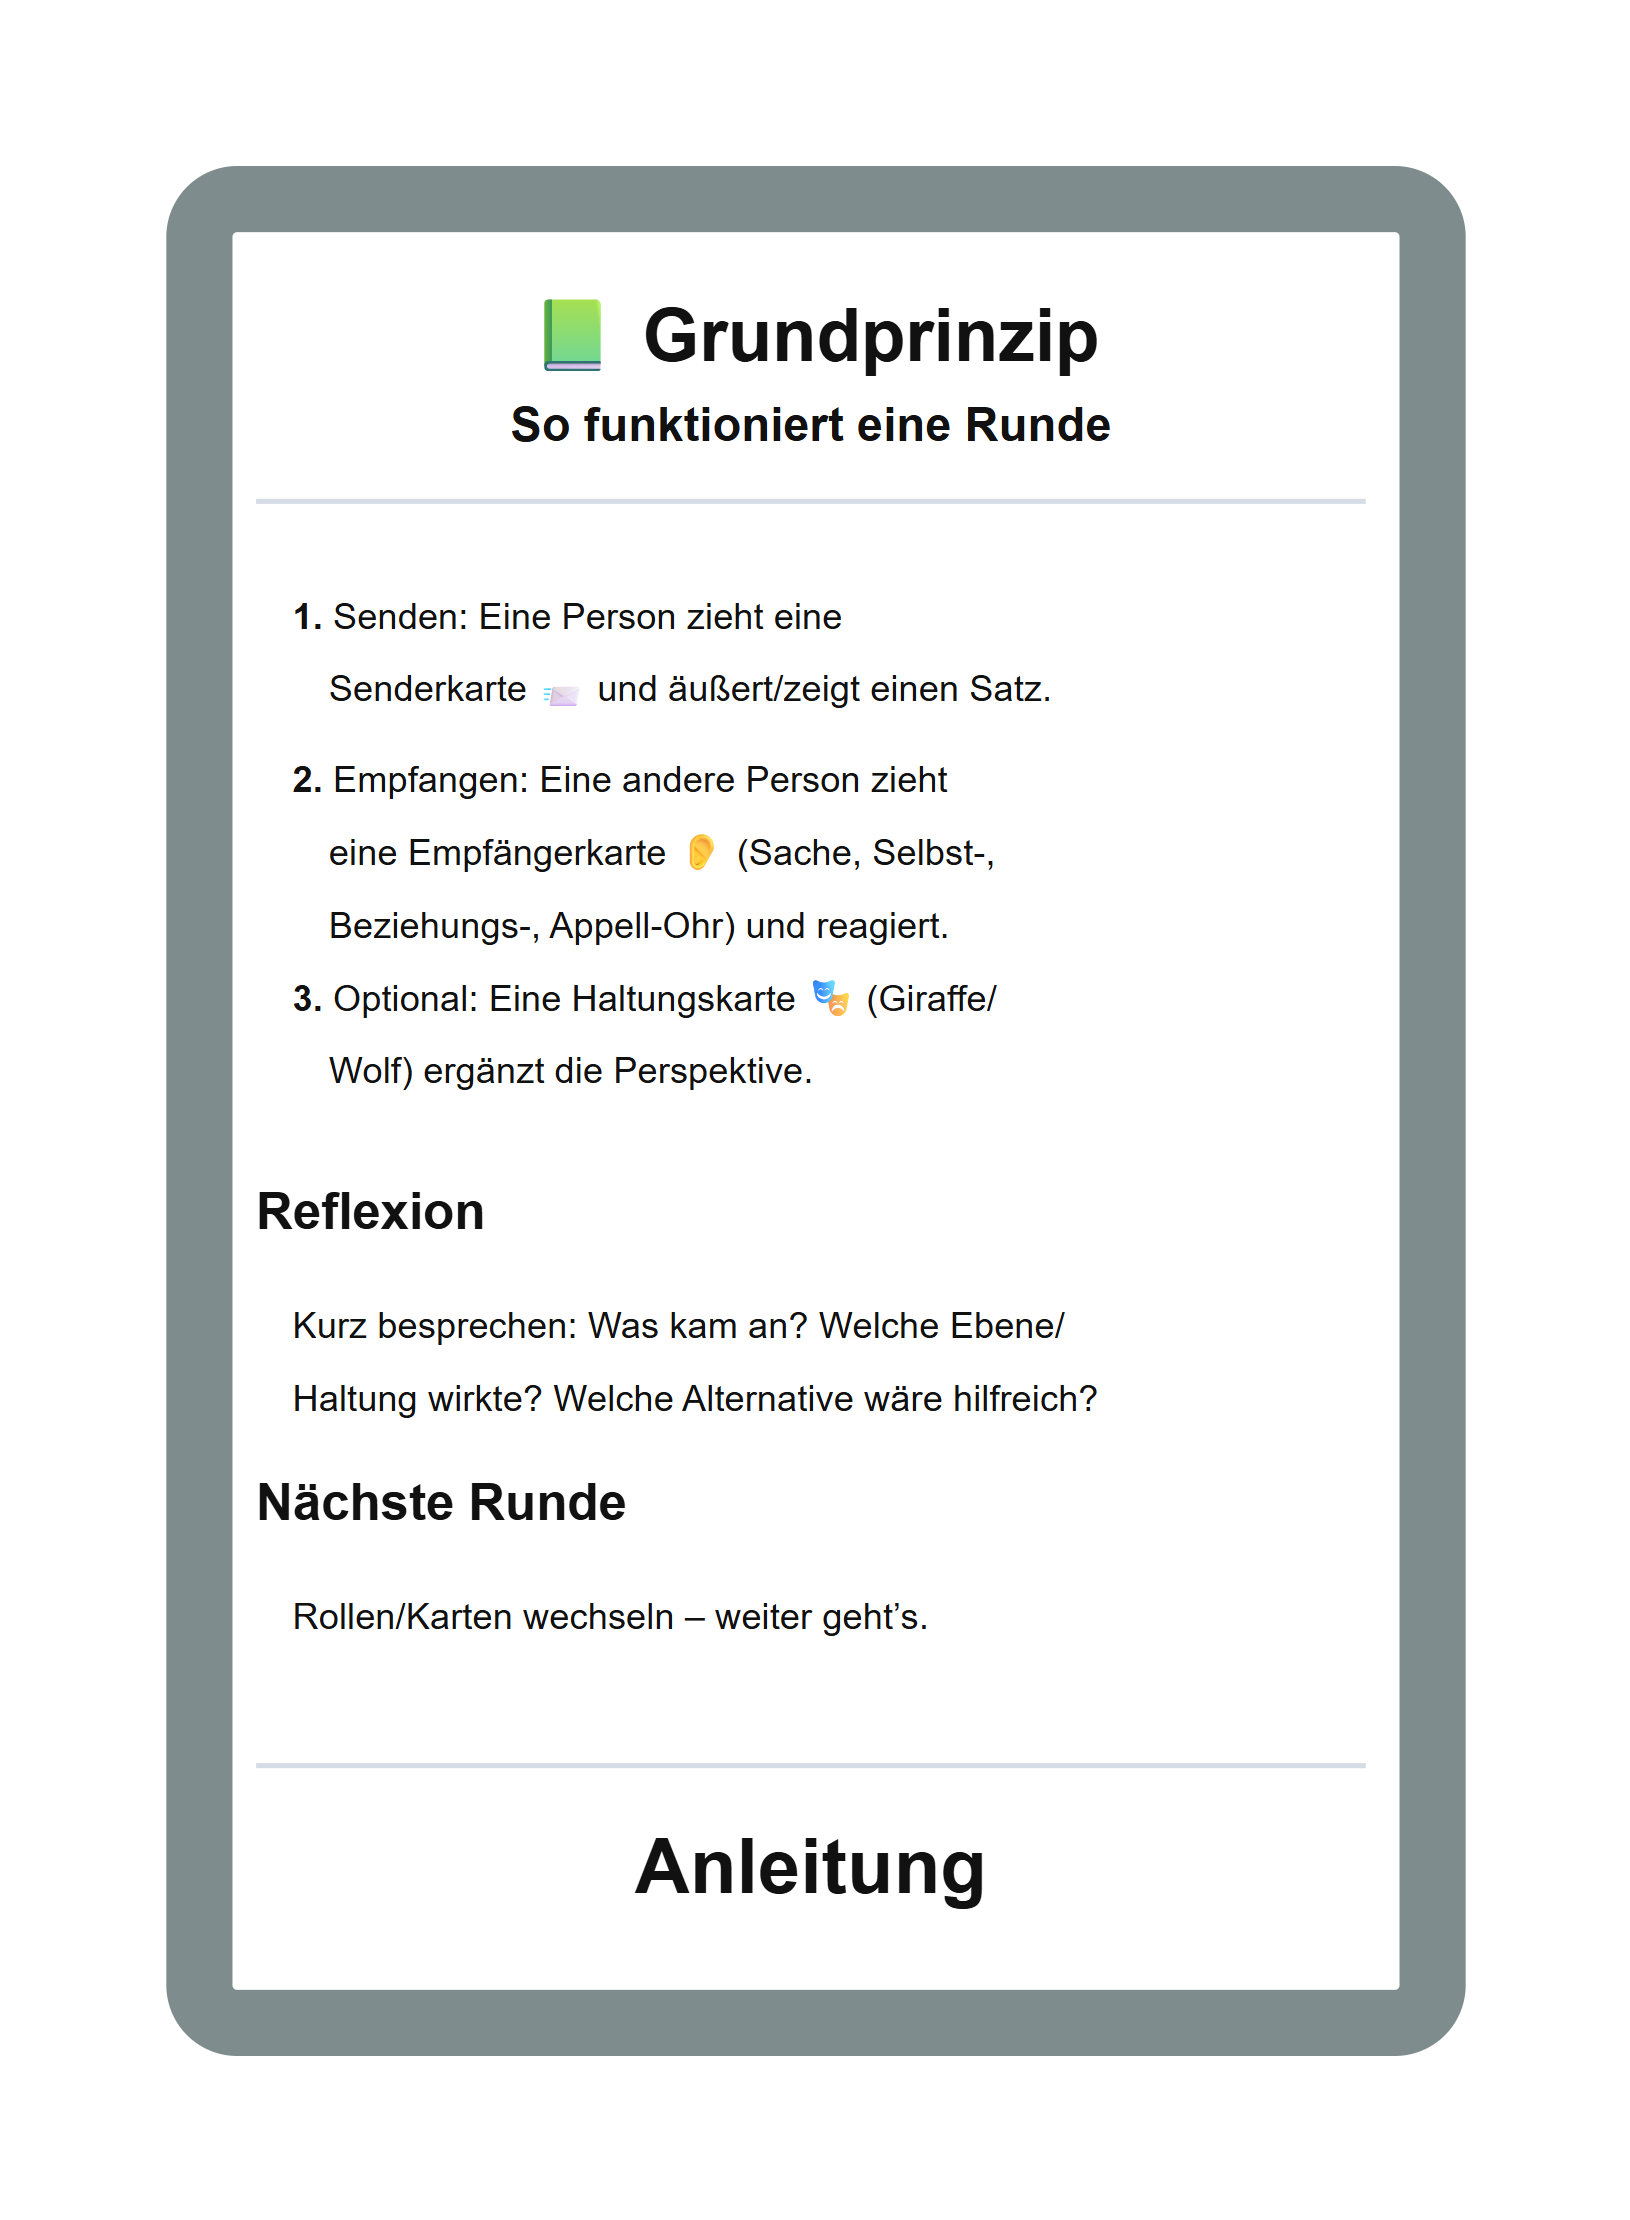 📗 Grundprinzip
So funktioniert eine Runde
1. Senden: Eine Person zieht eine
Senderkarte 📨 und äußert/zeigt einen Satz.
2. Empfangen: Eine andere Person zieht
eine Empfängerkarte 👂 (Sache, Selbst-,
Beziehungs-, Appell-Ohr) und reagiert.
3. Optional: Eine Haltungskarte 🎭 (Giraffe/
Wolf) ergänzt die Perspektive.
Reflexion
Kurz besprechen: Was kam an? Welche Ebene/
Haltung wirkte? Welche Alternative wäre hilfreich?
Nächste Runde
Rollen/Karten wechseln – weiter geht’s.
Anleitung